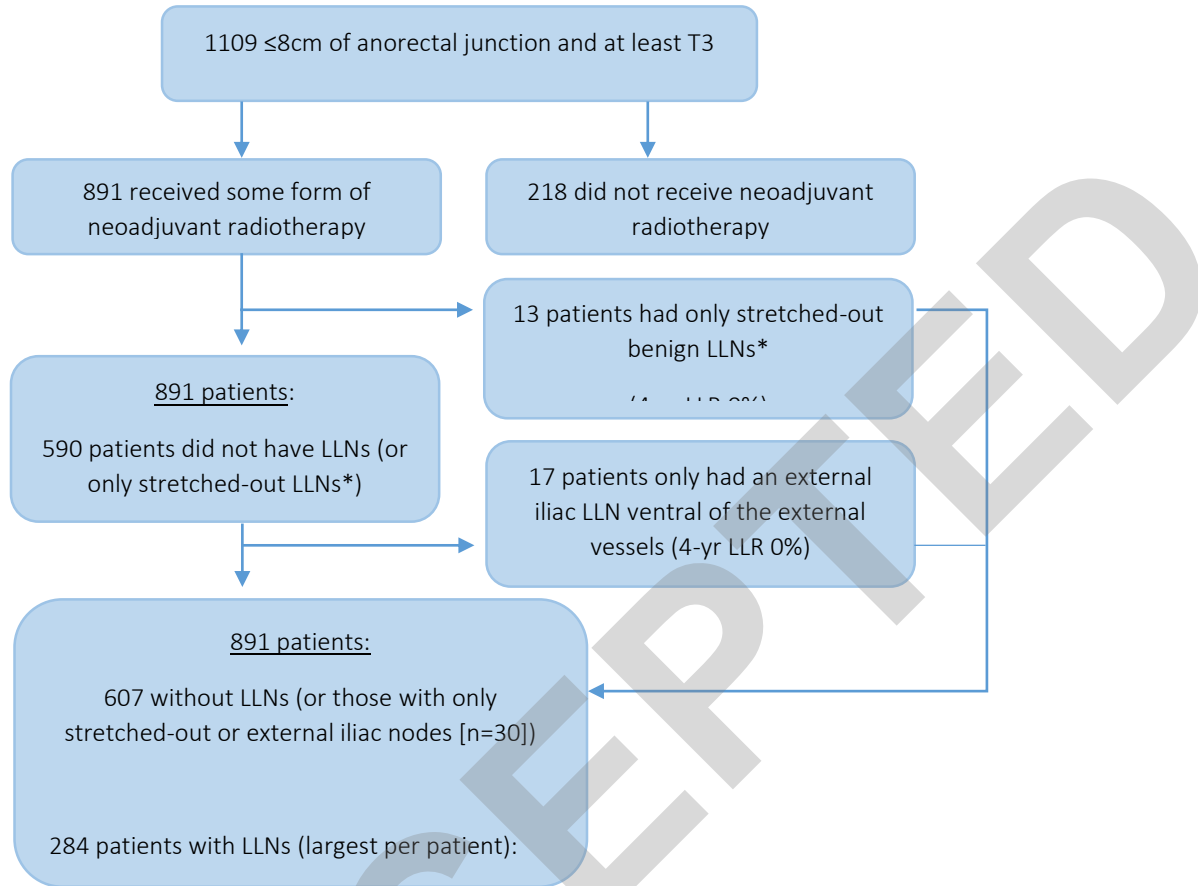 1109 ≤8cm of anorectal junction and at least T3
891 received some form of
neoadjuvant radiotherapy
218 did not receive neoadjuvant
radiotherapy
13 patients had only stretched-out
benign LLNs*
891 patients:
590 patients did not have LLNs (or
only stretched-out LLNs*)
17 patients only had an external
iliac LLN ventral of the external
vessels (4-yr LLR 0%)
891 patients:
607 without LLNs (or those with only
stretched-out or external iliac nodes [n=30])
284 patients with LLNs (largest per patient):